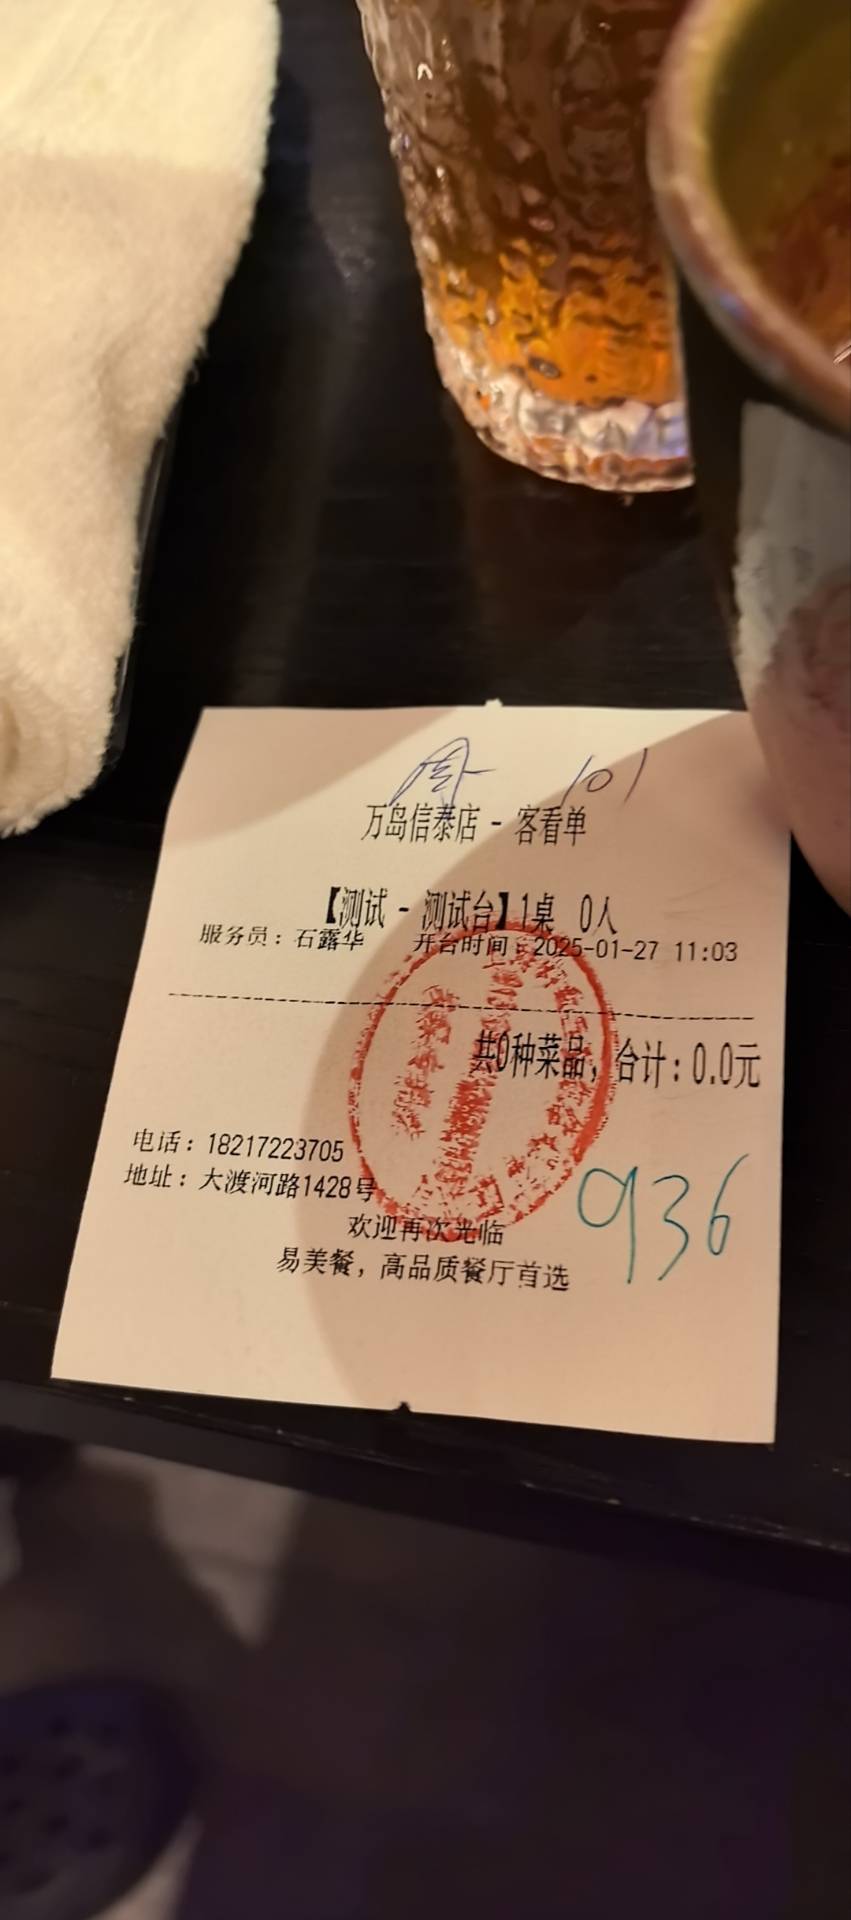 周 101
万岛信泰店 - 客看单
【测试 - 测试台】1桌 0人
服务员：石露华 开台时间：2025-01-27 11:03
共0种菜品，合计：0.0元
电话：18217223705
地址：大渡河路1428号
936
欢迎再次光临
易美餐，高品质餐厅首选